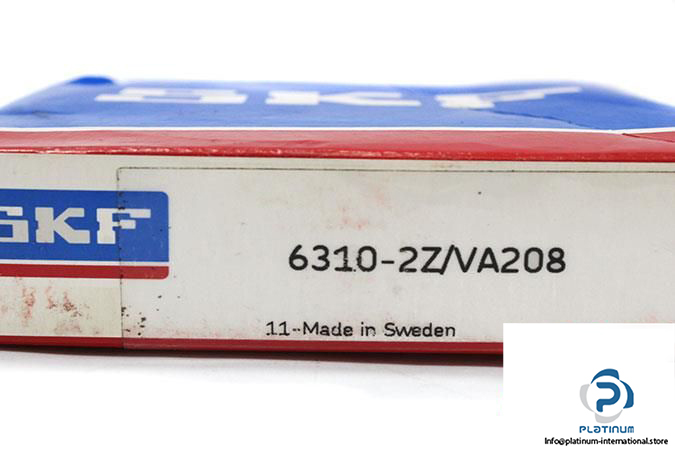 SKF
SKF
6310-2Z/VA208
11-Made in Sweden
PLATINUM
Info@platinum-international.store